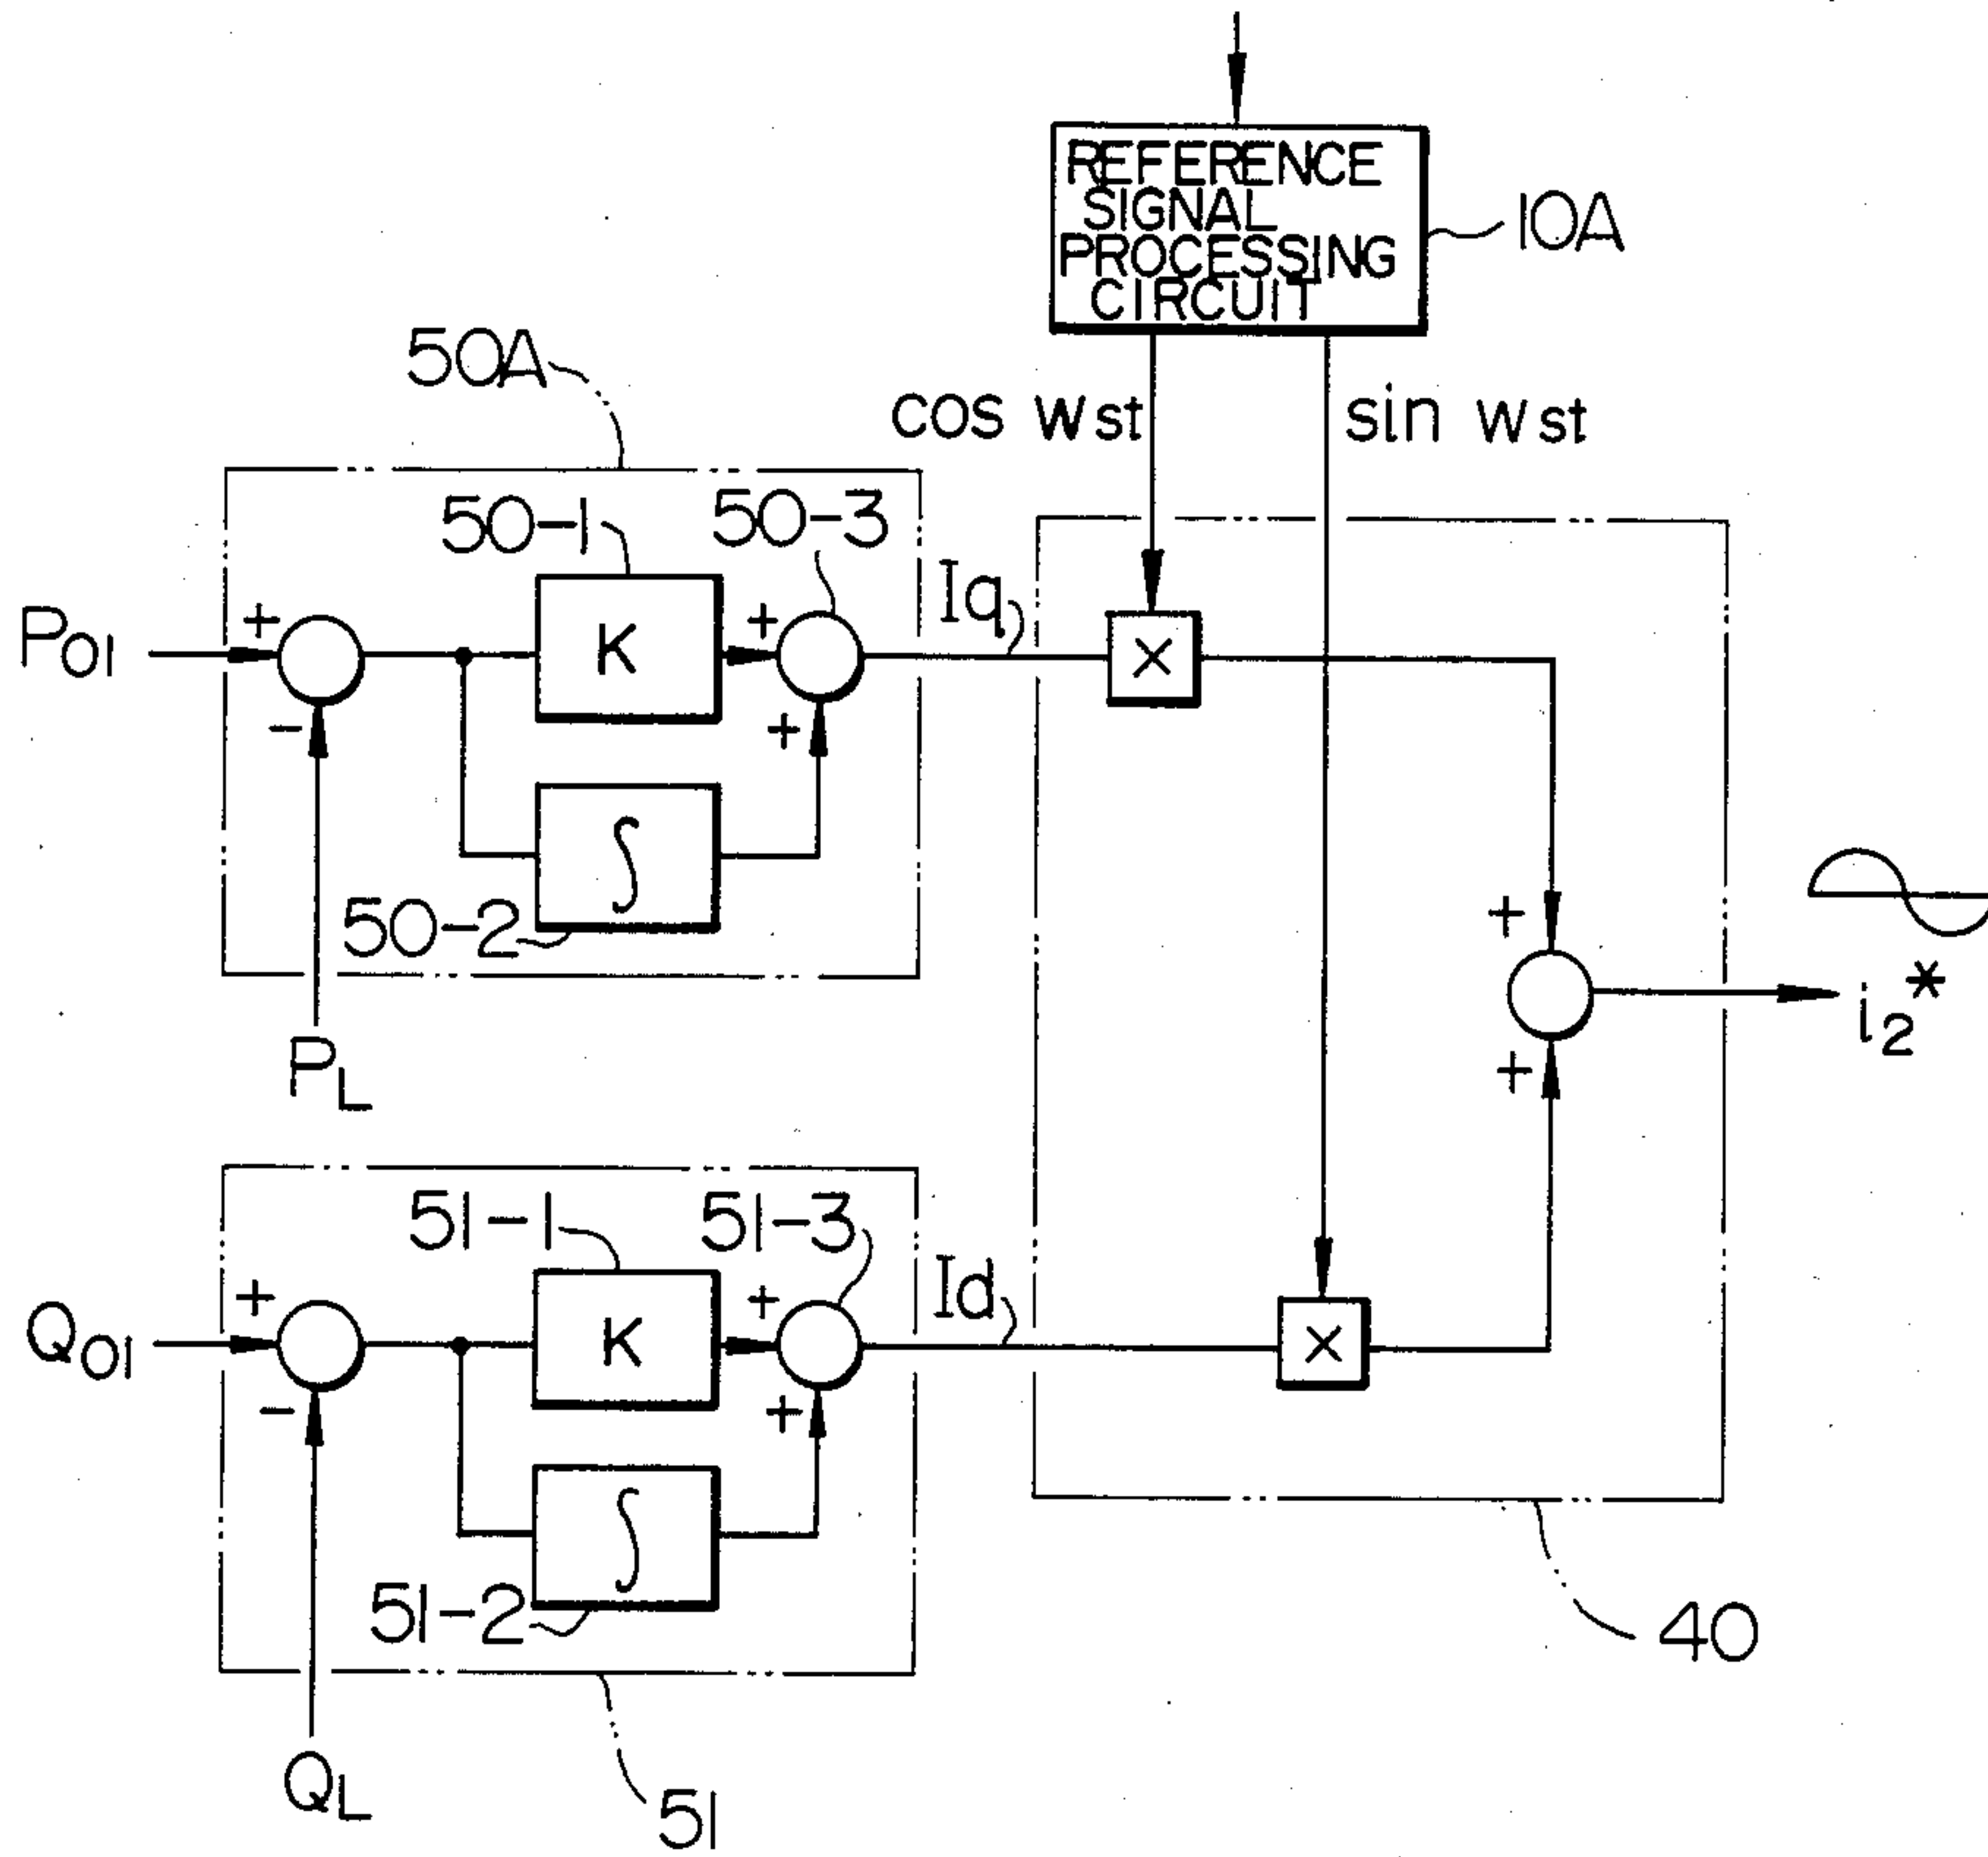 REFERENCE
SIGNAL
PROCESSING
CIRCUIT
10A
50A
cos wst
sin wst
50-1
50-3
P01
+
K
+
Iq
×
-
+
∫
50-2
+
i2*
PL
+
51-1
51-3
Q01
+
K
+
Id
×
-
+
∫
51-2
40
QL
51